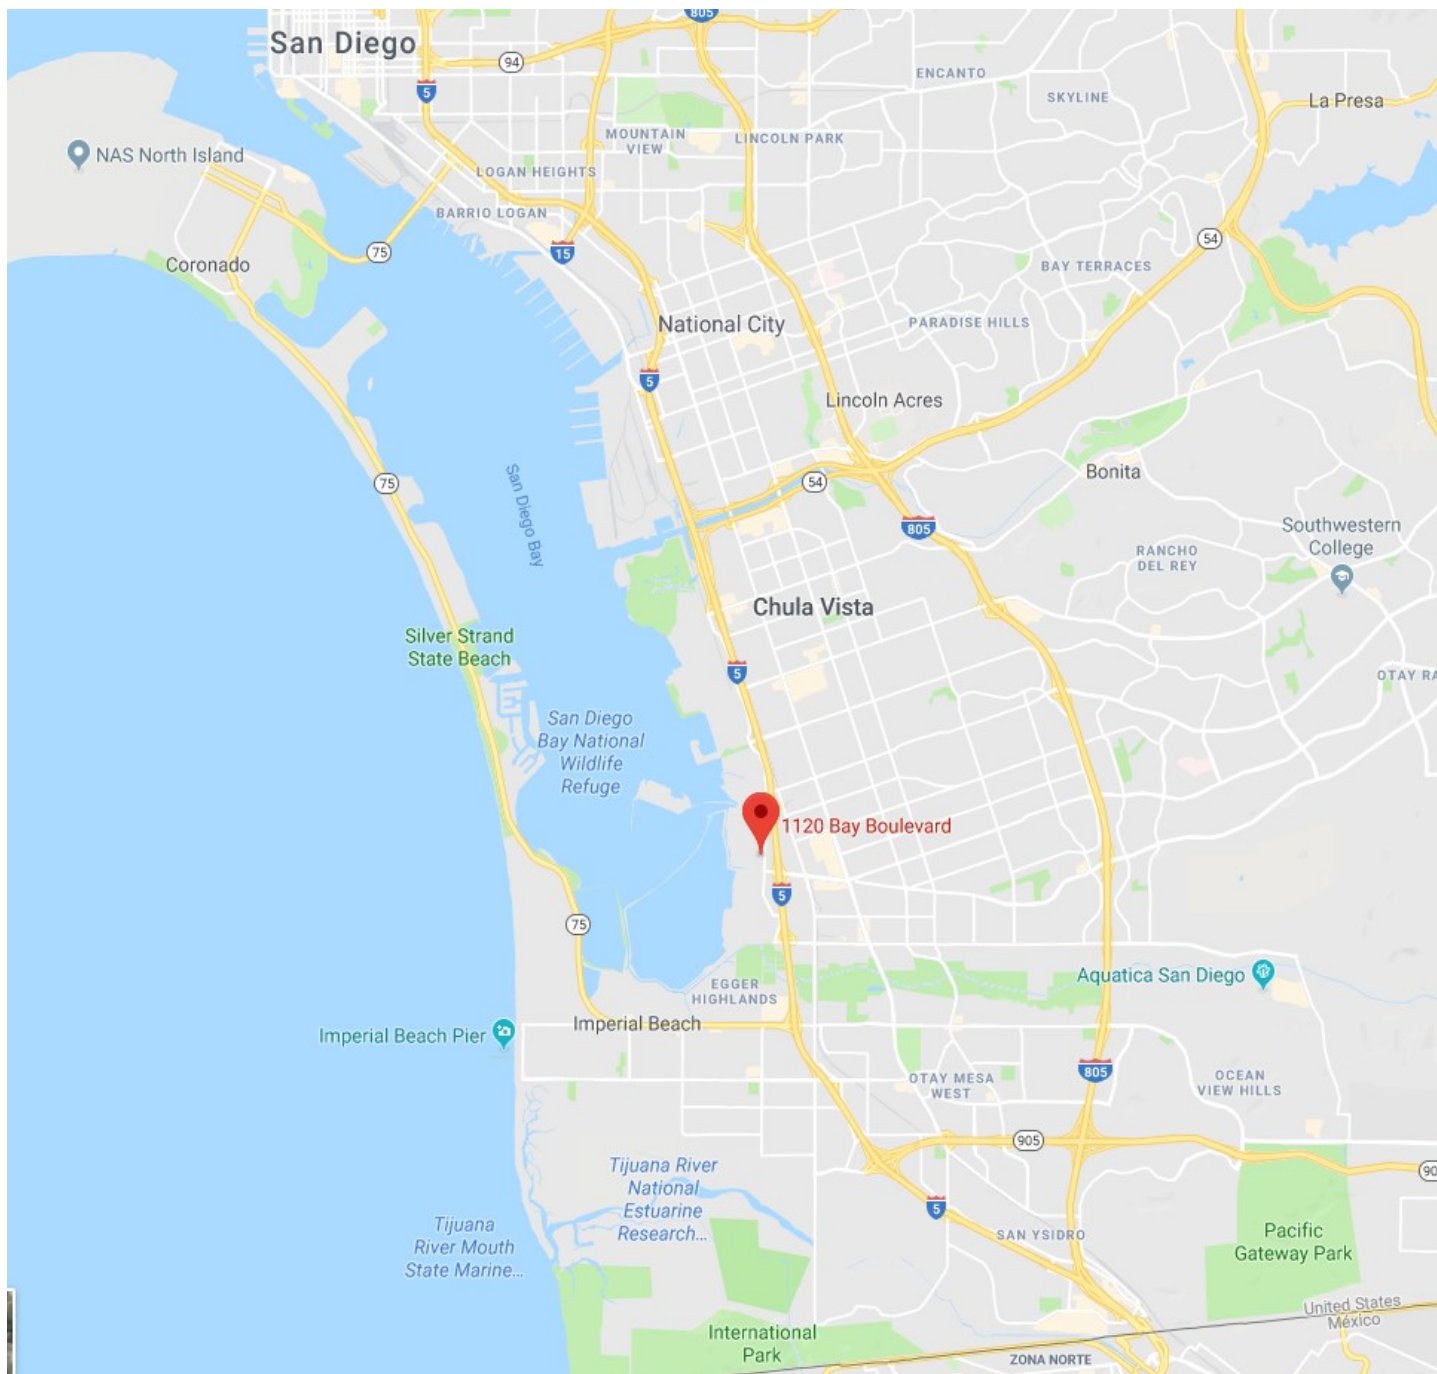 805
San Diego
94
ENCANTO
5
SKYLINE
La Presa
MOUNTAIN
VIEW
LINCOLN PARK
NAS North Island
LOGAN HEIGHTS
BARRIO LOGAN
75
15
54
Coronado
BAY TERRACES
National City
PARADISE HILLS
5
Lincoln Acres
75
54
Bonita
San Diego Bay
805
Southwestern
College
RANCHO
DEL REY
Chula Vista
Silver Strand
State Beach
5
OTAY RA
San Diego
Bay National
Wildlife
Refuge
1120 Bay Boulevard
5
75
EGGER
HIGHLANDS
Aquatica San Diego
Imperial Beach
Imperial Beach Pier
805
OTAY MESA
WEST
OCEAN
VIEW HILLS
905
90
Tijuana River
National
Estuarine
Research...
5
Tijuana
River Mouth
State Marine...
SAN YSIDRO
Pacific
Gateway Park
United States
México
International
Park
ZONA NORTE